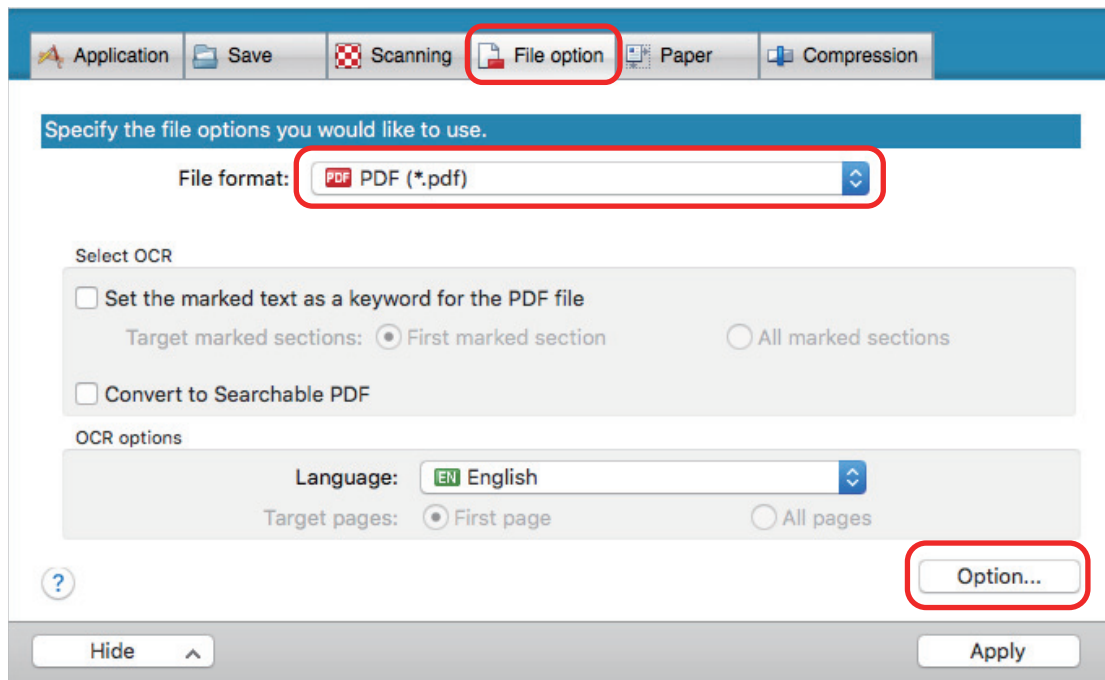 Application Save Scanning File option Paper Compression
Specify the file options you would like to use.
File format: PDF PDF (*.pdf)
Select OCR
Set the marked text as a keyword for the PDF file
Target marked sections: First marked section All marked sections
Convert to Searchable PDF
OCR options
Language: EN English
Target pages: First page All pages
? Option...
Hide Apply